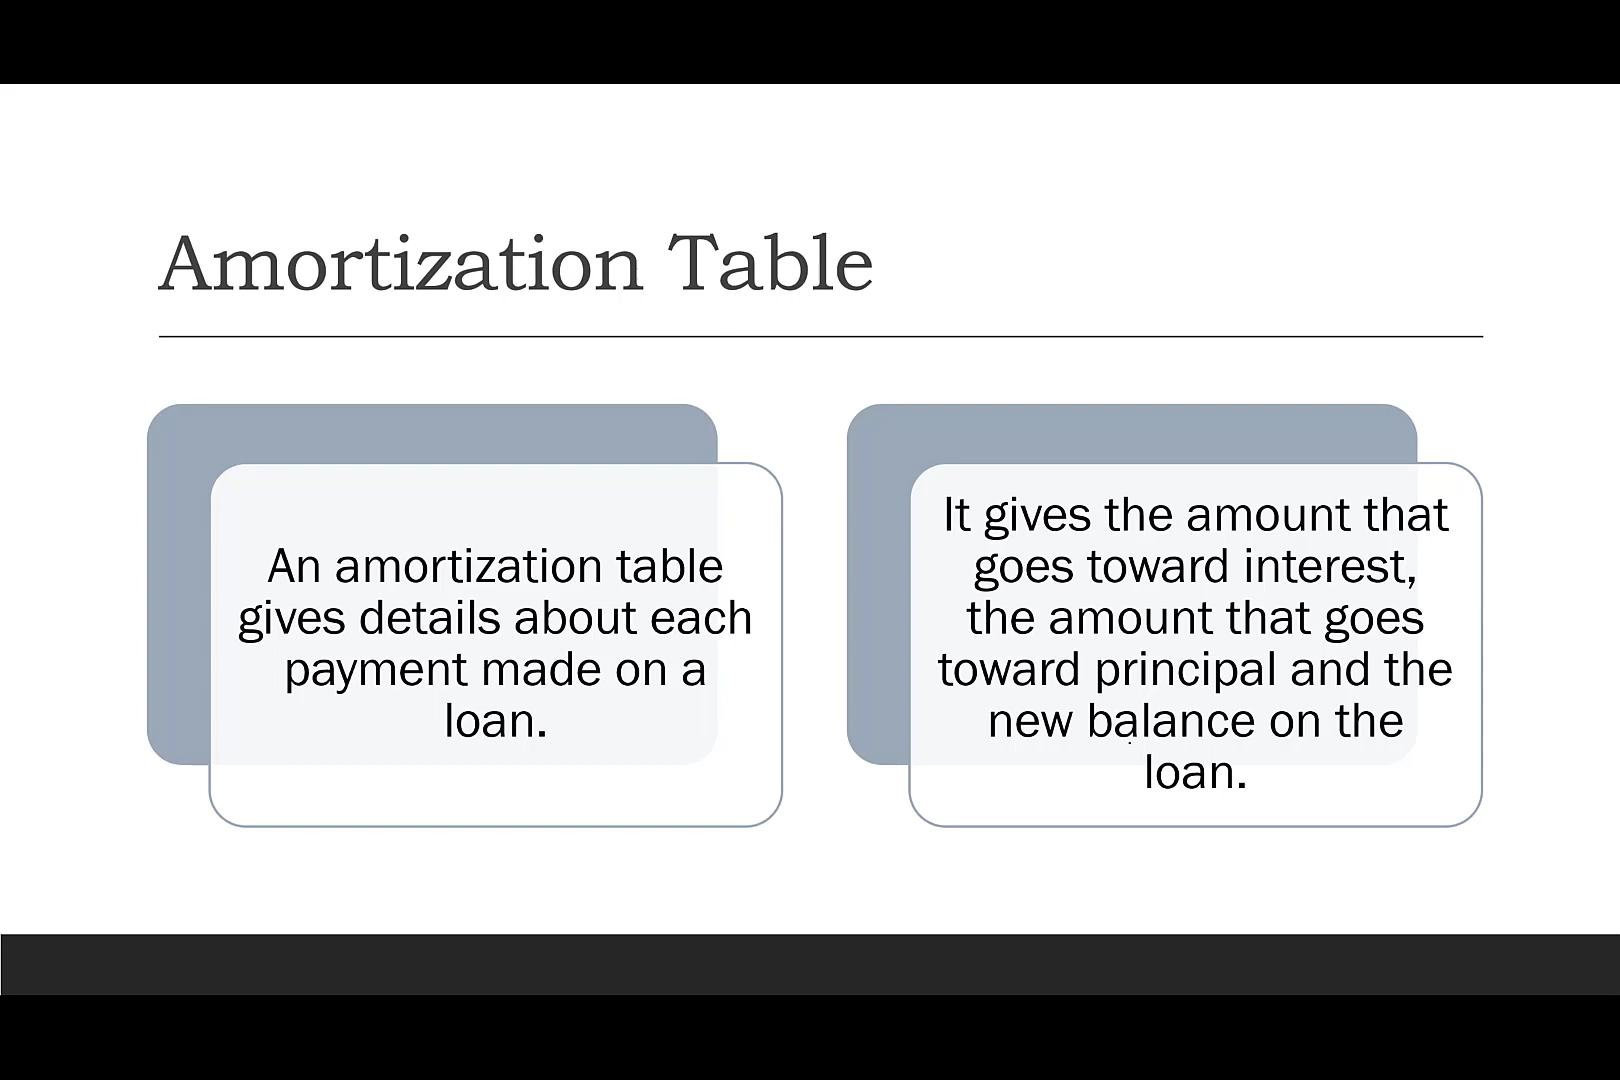 Amortization Table
An amortization table
gives details about each
payment made on a
loan.
It gives the amount that
goes toward interest,
the amount that goes
toward principal and the
new balance on the
loan.